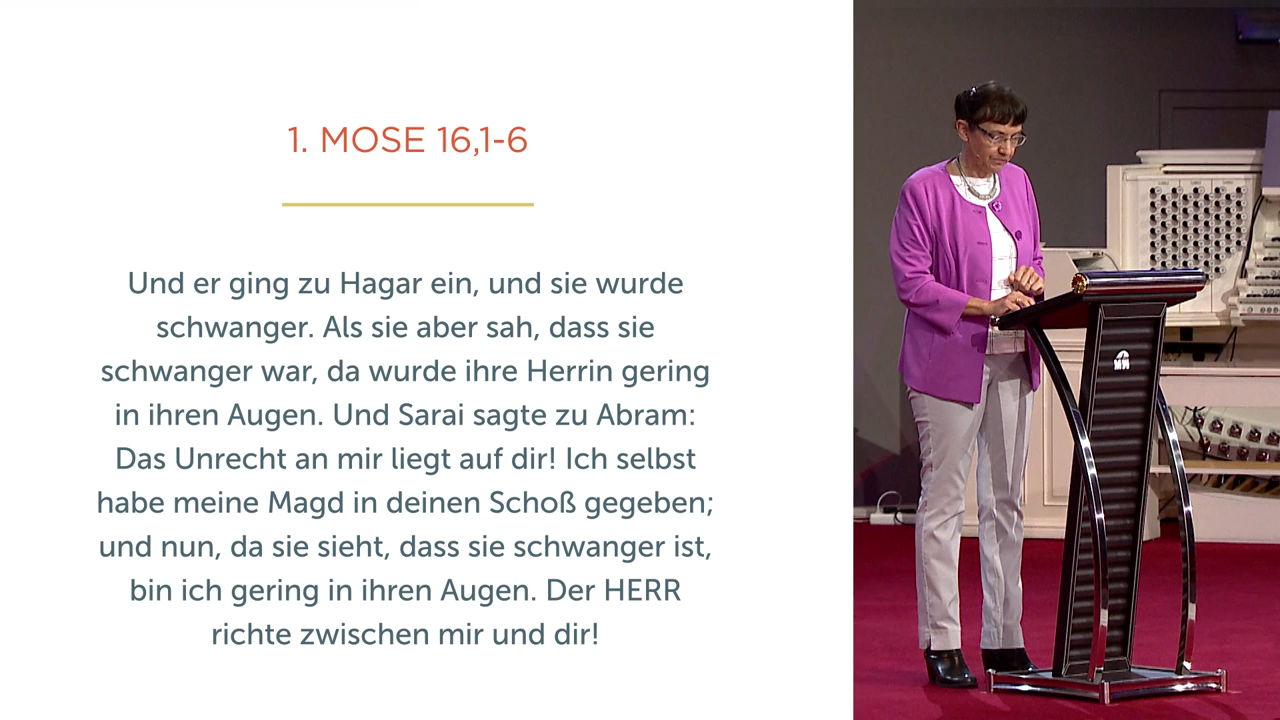 1. MOSE 16,1-6
Und er ging zu Hagar ein, und sie wurde
schwanger. Als sie aber sah, dass sie
schwanger war, da wurde ihre Herrin gering
in ihren Augen. Und Sarai sagte zu Abram:
Das Unrecht an mir liegt auf dir! Ich selbst
habe meine Magd in deinen Schoß gegeben;
und nun, da sie sieht, dass sie schwanger ist,
bin ich gering in ihren Augen. Der HERR
richte zwischen mir und dir!